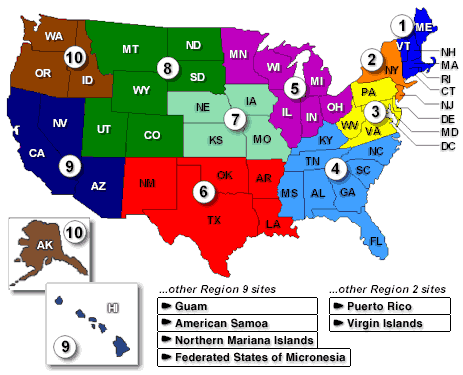 1
ME
WA
MT
ND
MN
VT
NH
10
2
MA
OR
ID
8
SD
WI
MI
NY
RI
WY
5
PA
CT
NJ
NE
IA
IL
IN
OH
3
DE
NV
UT
CO
7
WV
VA
MD
CA
KS
MO
KY
DC
9
NC
TN
4
AZ
NM
6
OK
AR
SC
MS
AL
GA
TX
LA
FL
10
AK
HI
9
...other Region 9 sites
Guam
American Samoa
Northern Mariana Islands
Federated States of Micronesia
...other Region 2 sites
Puerto Rico
Virgin Islands